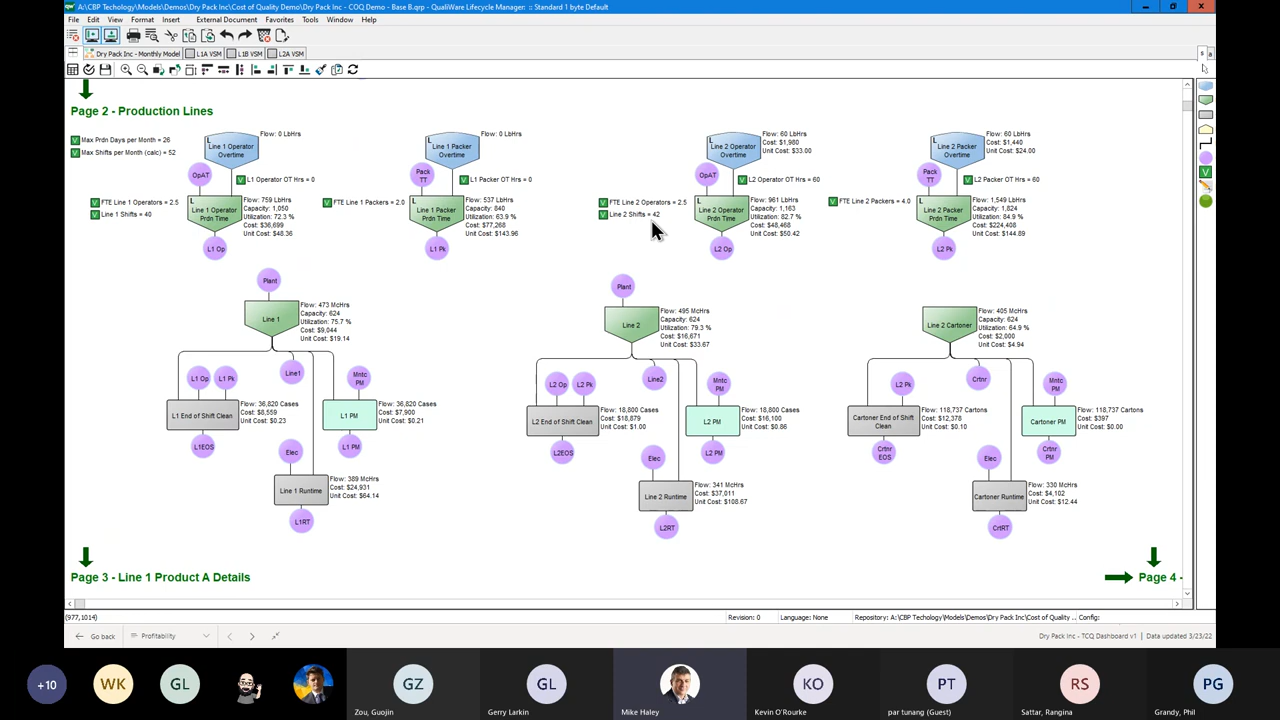 A:\CBP Techology\Models\Demos\Dry Pack Inc\Cost of Quality Demo\Dry Pack Inc - COQ Demo - Base B.qrp - QualiWare Lifecycle Manager: :: Standard 1 byte Default
File Edit View Format Insert External Document Favorites Tools Window Help
Dry Pack Inc - Monthly Model L1A VSM L1B VSM L2A VSM
Page 2 - Production Lines
Max Prdn Days per Month = 26
Max Shifts per Month (calc) = 52
L
Line 1 Operator
Overtime
Flow: 0 LbHrs
OpAT
L1 Operator OT Hrs = 0
FTE Line 1 Operators = 2.5
Line 1 Shifts = 40
Line 1 Operator
Prdn Time
Flow: 759 LbHrs
Capacity: 1,050
Utilization: 72.3 %
Cost: $36,699
Unit Cost: $48.36
L1 Op
L
Line 1 Packer
Overtime
Flow: 0 LbHrs
Pack
TT
L1 Packer OT Hrs = 0
FTE Line 1 Packers = 2.0
L
Line 1 Packer
Prdn Time
Flow: 537 LbHrs
Capacity: 840
Utilization: 63.9 %
Cost: $77,268
Unit Cost: $143.96
L1 Pk
L
Line 2 Operator
Overtime
Flow: 60 LbHrs
Cost: $1,980
Unit Cost: $33.00
OpAT
L2 Operator OT Hrs = 60
FTE Line 2 Operators = 2.5
Line 2 Shifts = 42
L
Line 2 Operator
Prdn Time
Flow: 961 LbHrs
Capacity: 1,163
Utilization: 82.7 %
Cost: $48,468
Unit Cost: $50.42
L2 Op
L
Line 2 Packer
Overtime
Flow: 60 LbHrs
Cost: $1,440
Unit Cost: $24.00
Pack
TT
L2 Packer OT Hrs = 60
FTE Line 2 Packers = 4.0
L
Line 2 Packer
Prdn Time
Flow: 1,549 LbHrs
Capacity: 1,824
Utilization: 84.9 %
Cost: $224,408
Unit Cost: $144.89
L2 Pk
Plant
Line 1
Flow: 473 McHrs
Capacity: 624
Utilization: 75.7 %
Cost: $9,044
Unit Cost: $19.14
L1 Op
L1 Pk
Line1
Mntc
PM
L1 End of Shift Clean
Flow: 36,820 Cases
Cost: $8,559
Unit Cost: $0.23
L1 PM
Flow: 36,820 Cases
Cost: $7,900
Unit Cost: $0.21
L1EOS
Elec
L1 PM
Line 1 Runtime
Flow: 389 McHrs
Cost: $24,931
Unit Cost: $64.14
L1RT
Plant
Line 2
Flow: 495 McHrs
Capacity: 624
Utilization: 79.3 %
Cost: $16,671
Unit Cost: $33.67
L2 Op
L2 Pk
Line2
Mntc
PM
L2 End of Shift Clean
Flow: 18,800 Cases
Cost: $18,879
Unit Cost: $1.00
L2 PM
Flow: 18,800 Cases
Cost: $16,100
Unit Cost: $0.86
L2EOS
Elec
L2 PM
Line 2 Runtime
Flow: 341 McHrs
Cost: $37,011
Unit Cost: $108.67
L2RT
Line 2 Cartoner
Flow: 405 McHrs
Capacity: 624
Utilization: 64.9 %
Cost: $2,000
Unit Cost: $4.94
L2 Pk
Crtnr
Mntc
PM
Cartoner End of Shift
Clean
Flow: 118,737 Cartons
Cost: $12,378
Unit Cost: $0.10
Cartoner PM
Flow: 118,737 Cartons
Cost: $397
Unit Cost: $0.00
Crtnr
EOS
Elec
Crtnr
PM
Cartoner Runtime
Flow: 330 McHrs
Cost: $4,102
Unit Cost: $12.44
CrtRT
Page 3 - Line 1 Product A Details
Page 4 -
(977,1014)
Revision: 0
Language: None
Repository: A:\CBP Techology\Models\Demos\Dry Pack Inc\Cost of Quality ...
Config:
Go back
Profitability
Dry Pack Inc - TCQ Dashboard v1 | Data updated 3/23/22
+10
WK
GL
GZ
Zou, Guojin
GL
Gerry Larkin
Mike Haley
KO
Kevin O'Rourke
PT
par tunang (Guest)
RS
Sattar, Rangina
PG
Grandy, Phil